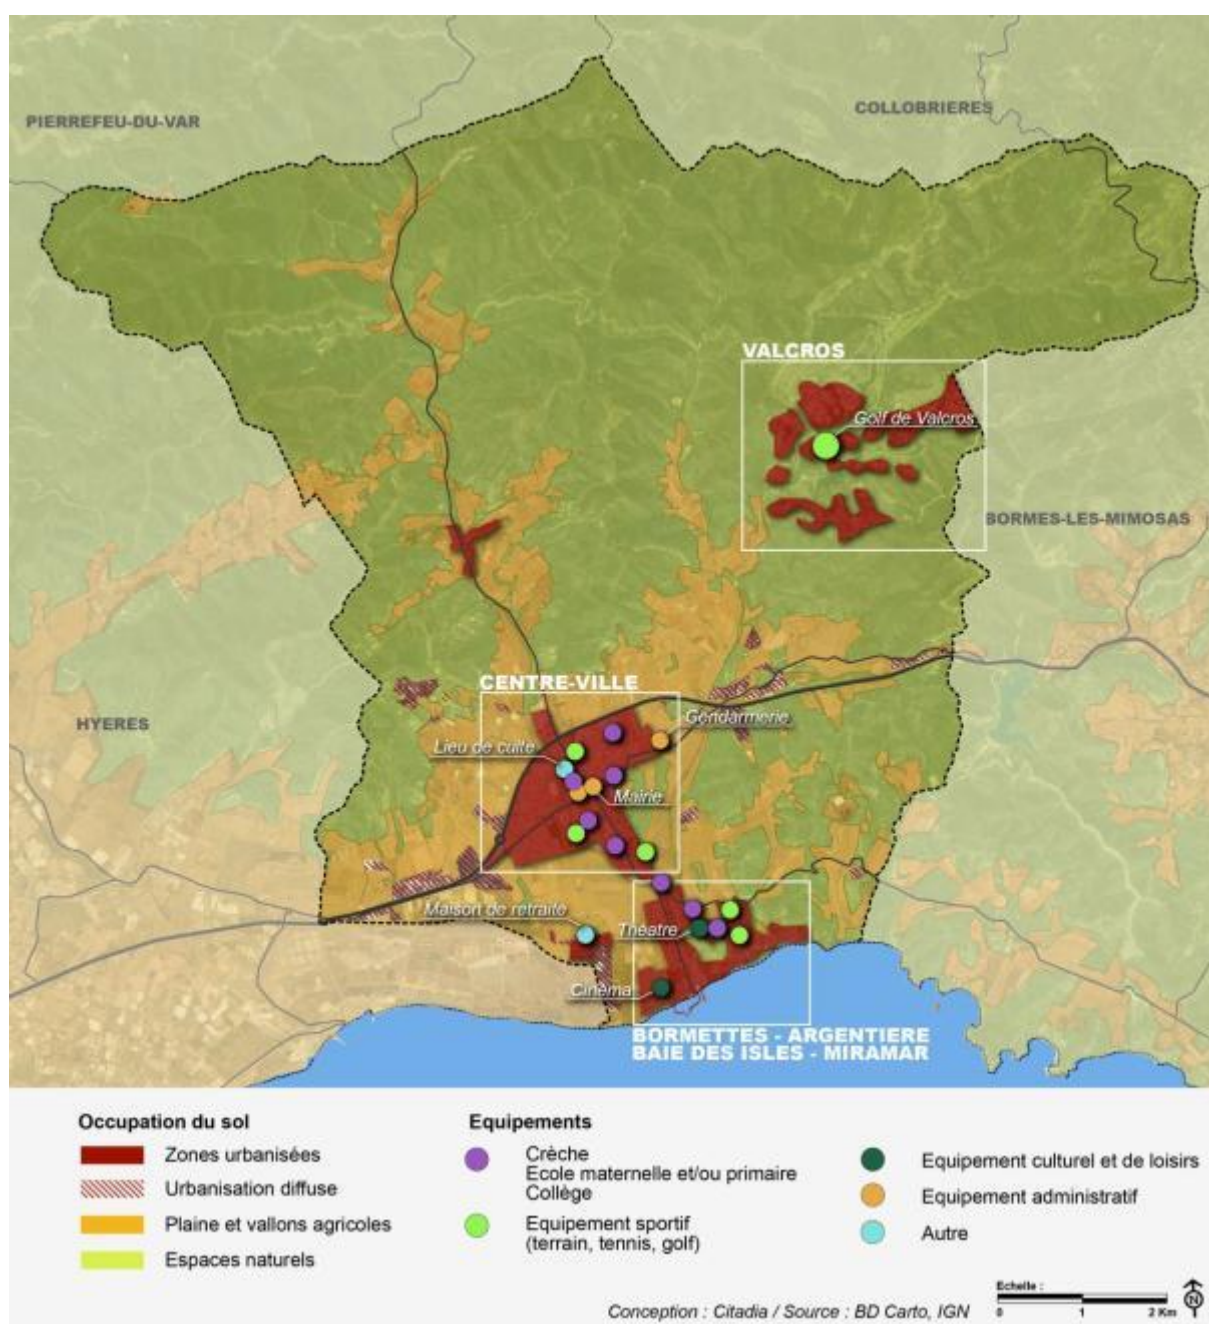 PIERREFEU-DU-VAR
COLLOBRIERES
VALCROS
Golf de Valcros
BORMES-LES-MIMOSAS
CENTRE-VILLE
HYERES
Gendarmerie
Lieu de culte
Mairie
Maison de retraite
Théatre
Cinéma
BORMETTES - ARGENTIERE
BAIE DES ISLES - MIRAMAR
Occupation du sol
Zones urbanisées
Urbanisation diffuse
Plaine et vallons agricoles
Espaces naturels
Equipements
Crèche
Ecole maternelle et/ou primaire
Collège
Equipement sportif
(terrain, tennis, golf)
Equipement culturel et de loisirs
Equipement administratif
Autre
Conception : Citadia / Source : BD Carto, IGN
Echelle :
0 1 2 Km
N